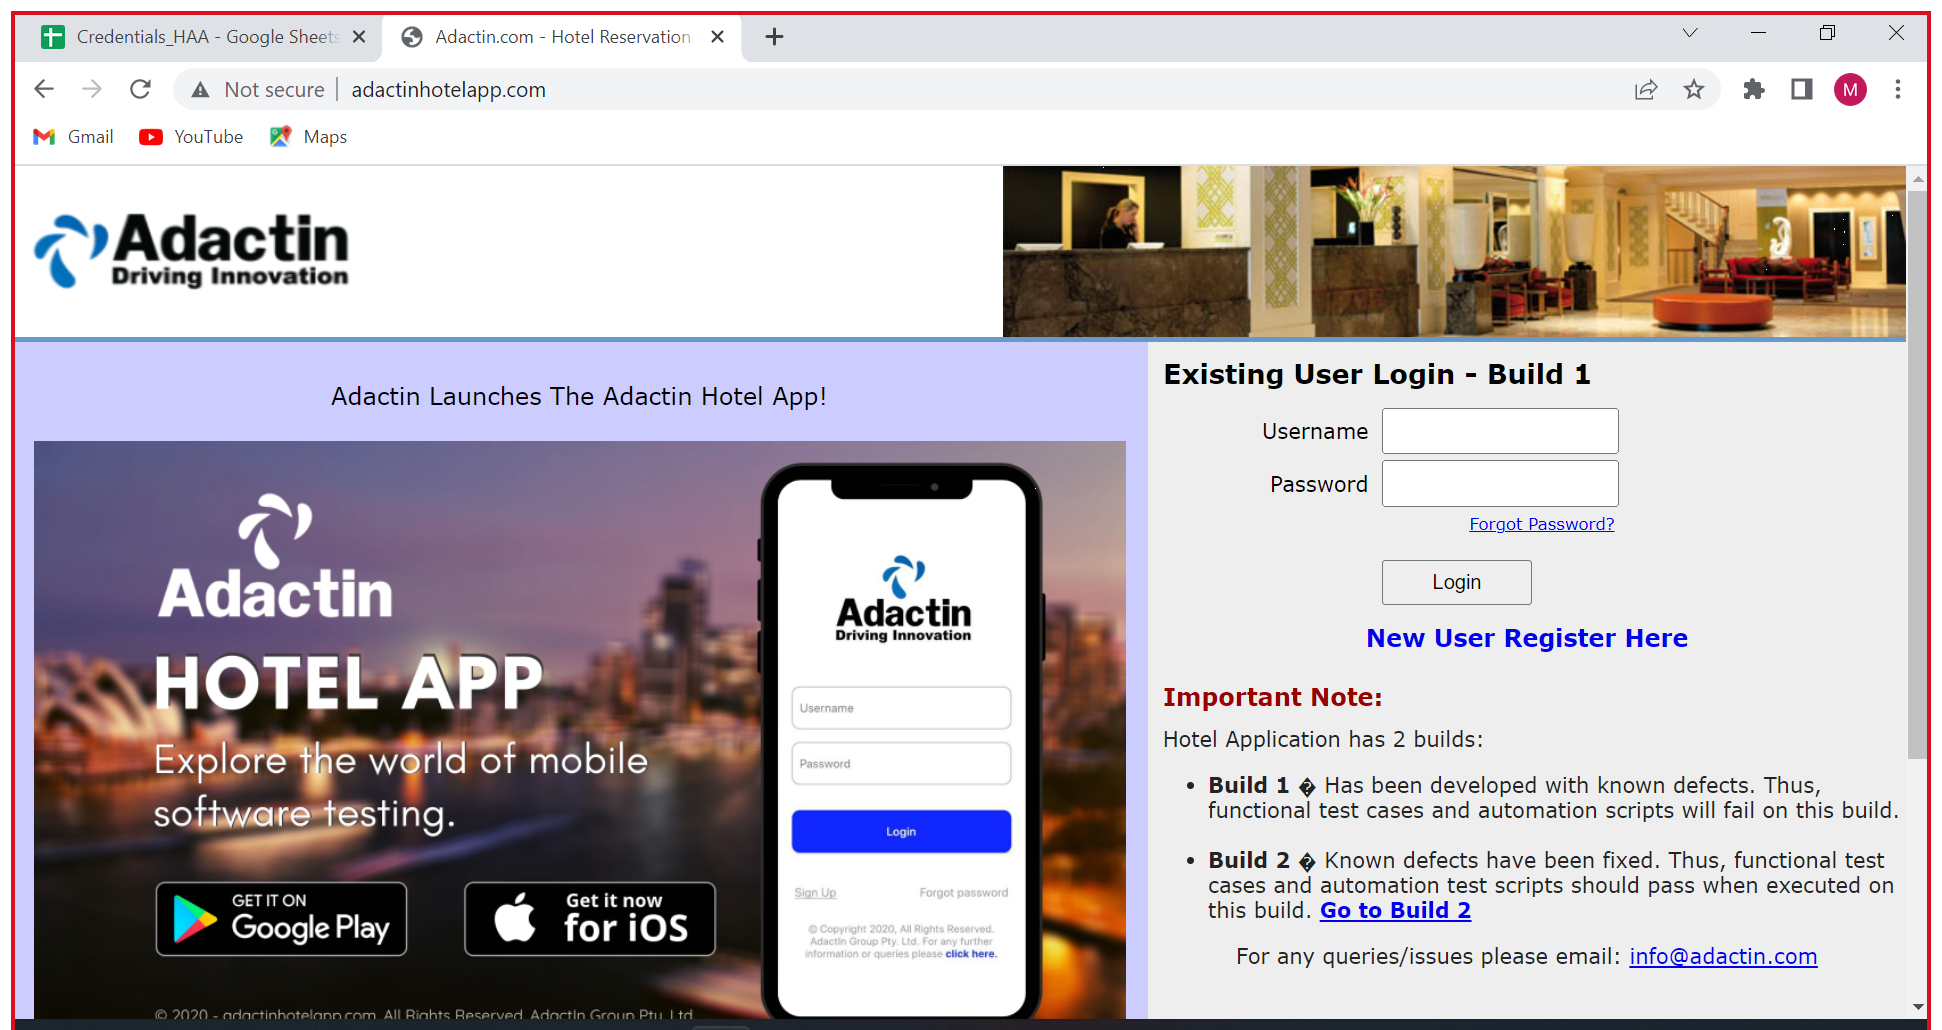 Credentials_HAA - Google Sheets
Adactin.com - Hotel Reservation
Not secure
adactinhotelapp.com
M
Gmail
YouTube
Maps
Adactin
Driving Innovation
Adactin Launches The Adactin Hotel App!
Adactin
HOTEL APP
Explore the world of mobile
software testing.
GET IT ON
Google Play
Get it now
for iOS
© 2020 - adactinhotelapp.com. All Rights Reserved. AdactIn Group Pty. Ltd.
Adactin
Driving Innovation
Username
Password
Login
Sign Up
Forgot password
© Copyright 2020, All Rights Reserved.
AdactIn Group Pty. Ltd. For any further
information or queries please click here.
Existing User Login - Build 1
Username
Password
Forgot Password?
Login
New User Register Here
Important Note:
Hotel Application has 2 builds:
• Build 1 � Has been developed with known defects. Thus,
functional test cases and automation scripts will fail on this build.
• Build 2 � Known defects have been fixed. Thus, functional test
cases and automation test scripts should pass when executed on
this build. Go to Build 2
For any queries/issues please email: info@adactin.com